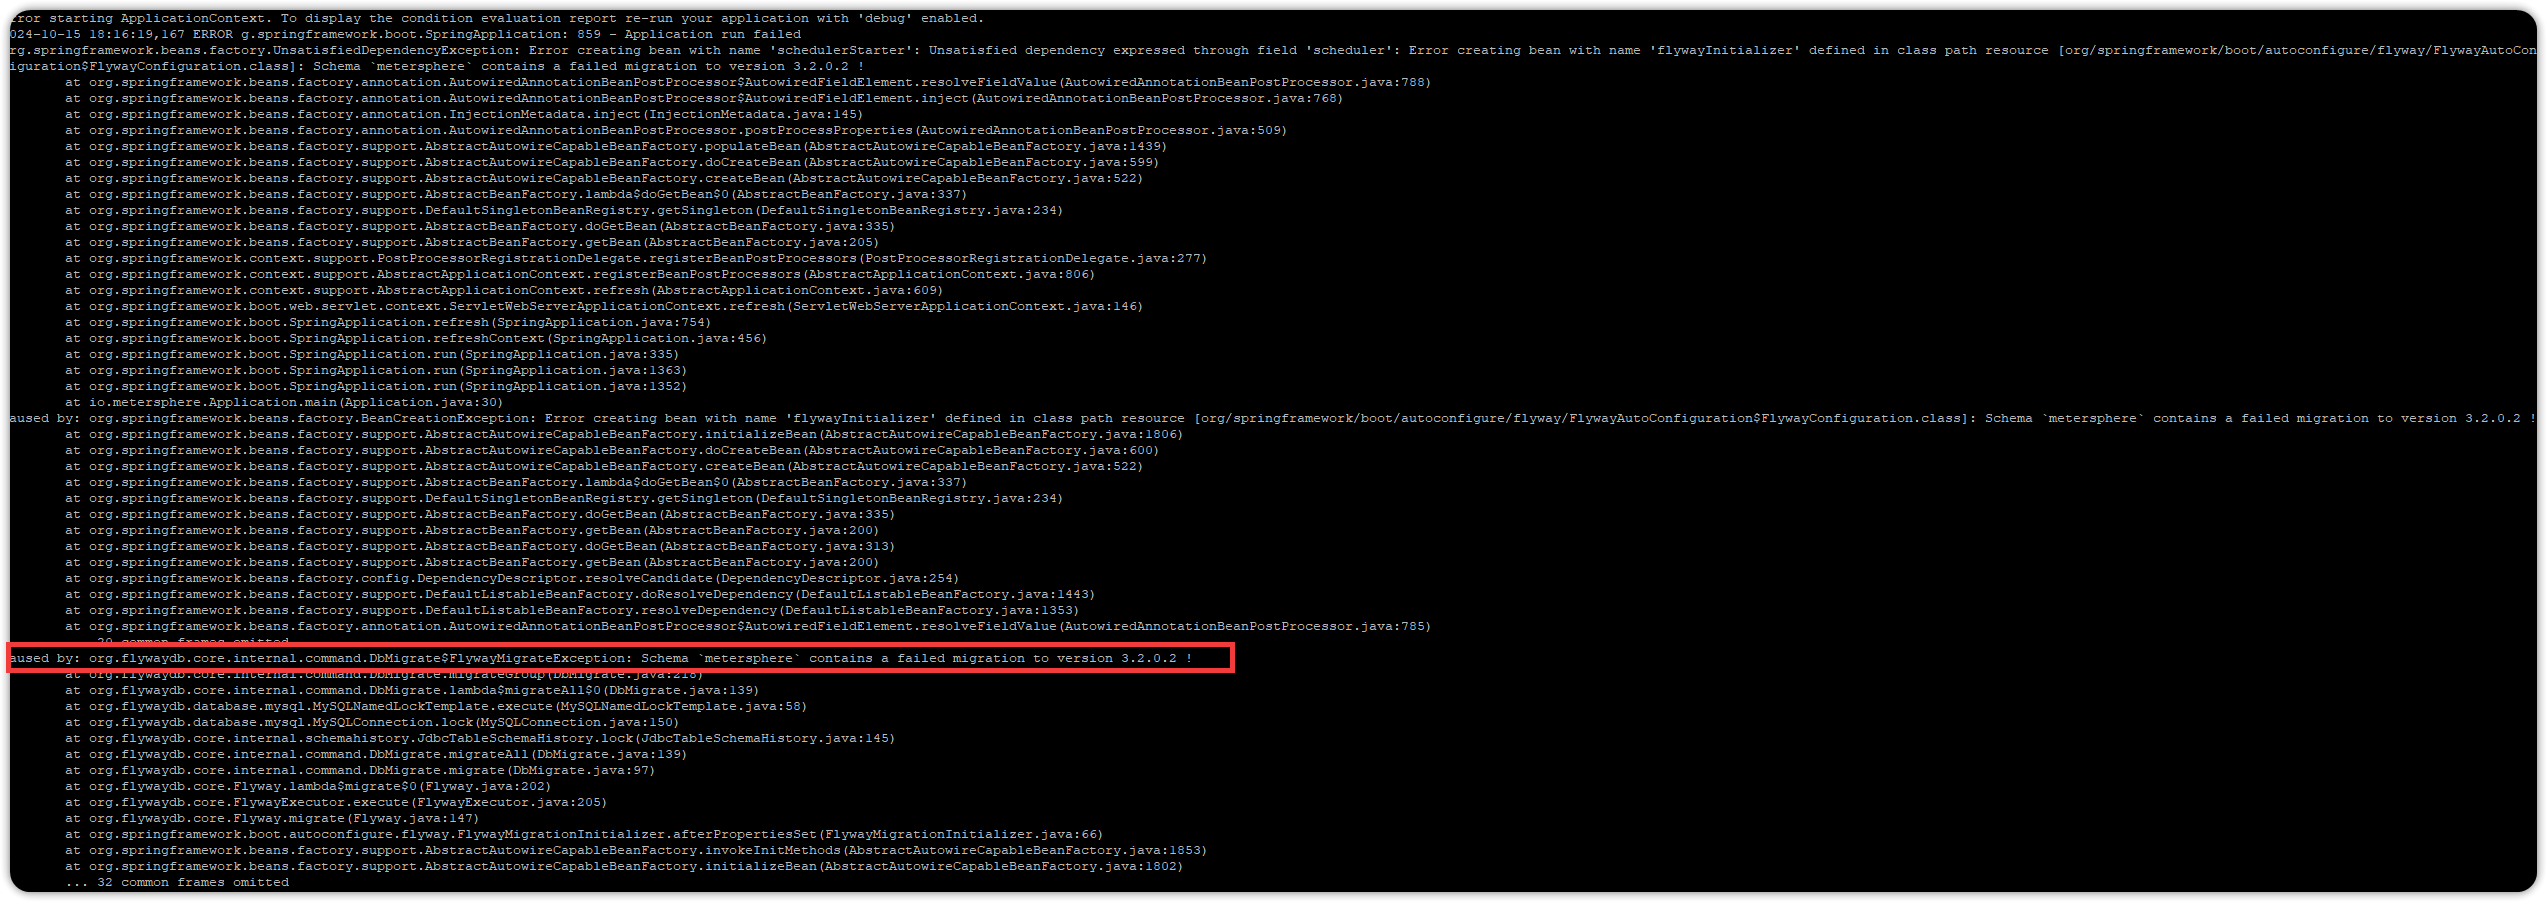 rror starting ApplicationContext. To display the condition evaluation report re-run your application with 'debug' enabled.
024-10-15 18:16:19,167 ERROR g.springframework.boot.SpringApplication: 859 - Application run failed
rg.springframework.beans.factory.UnsatisfiedDependencyException: Error creating bean with name 'schedulerStarter': Unsatisfied dependency expressed through field 'scheduler': Error creating bean with name 'flywayInitializer' defined in class path resource [org/springframework/boot/autoconfigure/flyway/FlywayAutoCon
iguration$FlywayConfiguration.class]: Schema `metersphere` contains a failed migration to version 3.2.0.2 !
at org.springframework.beans.factory.annotation.AutowiredAnnotationBeanPostProcessor$AutowiredFieldElement.resolveFieldValue(AutowiredAnnotationBeanPostProcessor.java:788)
at org.springframework.beans.factory.annotation.AutowiredAnnotationBeanPostProcessor$AutowiredFieldElement.inject(AutowiredAnnotationBeanPostProcessor.java:768)
at org.springframework.beans.factory.annotation.InjectionMetadata.inject(InjectionMetadata.java:145)
at org.springframework.beans.factory.annotation.AutowiredAnnotationBeanPostProcessor.postProcessProperties(AutowiredAnnotationBeanPostProcessor.java:509)
at org.springframework.beans.factory.support.AbstractAutowireCapableBeanFactory.populateBean(AbstractAutowireCapableBeanFactory.java:1439)
at org.springframework.beans.factory.support.AbstractAutowireCapableBeanFactory.doCreateBean(AbstractAutowireCapableBeanFactory.java:599)
at org.springframework.beans.factory.support.AbstractAutowireCapableBeanFactory.createBean(AbstractAutowireCapableBeanFactory.java:522)
at org.springframework.beans.factory.support.AbstractBeanFactory.lambda$doGetBean$0(AbstractBeanFactory.java:337)
at org.springframework.beans.factory.support.DefaultSingletonBeanRegistry.getSingleton(DefaultSingletonBeanRegistry.java:234)
at org.springframework.beans.factory.support.AbstractBeanFactory.doGetBean(AbstractBeanFactory.java:335)
at org.springframework.beans.factory.support.AbstractBeanFactory.getBean(AbstractBeanFactory.java:205)
at org.springframework.context.support.PostProcessorRegistrationDelegate.registerBeanPostProcessors(PostProcessorRegistrationDelegate.java:277)
at org.springframework.context.support.AbstractApplicationContext.registerBeanPostProcessors(AbstractApplicationContext.java:806)
at org.springframework.context.support.AbstractApplicationContext.refresh(AbstractApplicationContext.java:609)
at org.springframework.boot.web.servlet.context.ServletWebServerApplicationContext.refresh(ServletWebServerApplicationContext.java:146)
at org.springframework.boot.SpringApplication.refresh(SpringApplication.java:754)
at org.springframework.boot.SpringApplication.refreshContext(SpringApplication.java:456)
at org.springframework.boot.SpringApplication.run(SpringApplication.java:335)
at org.springframework.boot.SpringApplication.run(SpringApplication.java:1363)
at org.springframework.boot.SpringApplication.run(SpringApplication.java:1352)
at io.metersphere.Application.main(Application.java:30)
aused by: org.springframework.beans.factory.BeanCreationException: Error creating bean with name 'flywayInitializer' defined in class path resource [org/springframework/boot/autoconfigure/flyway/FlywayAutoConfiguration$FlywayConfiguration.class]: Schema `metersphere` contains a failed migration to version 3.2.0.2 !
at org.springframework.beans.factory.support.AbstractAutowireCapableBeanFactory.initializeBean(AbstractAutowireCapableBeanFactory.java:1806)
at org.springframework.beans.factory.support.AbstractAutowireCapableBeanFactory.doCreateBean(AbstractAutowireCapableBeanFactory.java:600)
at org.springframework.beans.factory.support.AbstractAutowireCapableBeanFactory.createBean(AbstractAutowireCapableBeanFactory.java:522)
at org.springframework.beans.factory.support.AbstractBeanFactory.lambda$doGetBean$0(AbstractBeanFactory.java:337)
at org.springframework.beans.factory.support.DefaultSingletonBeanRegistry.getSingleton(DefaultSingletonBeanRegistry.java:234)
at org.springframework.beans.factory.support.AbstractBeanFactory.doGetBean(AbstractBeanFactory.java:335)
at org.springframework.beans.factory.support.AbstractBeanFactory.getBean(AbstractBeanFactory.java:200)
at org.springframework.beans.factory.support.AbstractBeanFactory.doGetBean(AbstractBeanFactory.java:313)
at org.springframework.beans.factory.support.AbstractBeanFactory.getBean(AbstractBeanFactory.java:200)
at org.springframework.beans.factory.config.DependencyDescriptor.resolveCandidate(DependencyDescriptor.java:254)
at org.springframework.beans.factory.support.DefaultListableBeanFactory.doResolveDependency(DefaultListableBeanFactory.java:1443)
at org.springframework.beans.factory.support.DefaultListableBeanFactory.resolveDependency(DefaultListableBeanFactory.java:1353)
at org.springframework.beans.factory.annotation.AutowiredAnnotationBeanPostProcessor$AutowiredFieldElement.resolveFieldValue(AutowiredAnnotationBeanPostProcessor.java:785)
common frames omitted
aused by: org.flywaydb.core.internal.command.DbMigrate$FlywayMigrateException: Schema `metersphere` contains a failed migration to version 3.2.0.2 !
at org.flywaydb.core.internal.command.DbMigrate.migrateGroup(DbMigrate.java:218)
at org.flywaydb.core.internal.command.DbMigrate.lambda$migrateAll$0(DbMigrate.java:139)
at org.flywaydb.database.mysql.MySQLNamedLockTemplate.execute(MySQLNamedLockTemplate.java:58)
at org.flywaydb.database.mysql.MySQLConnection.lock(MySQLConnection.java:150)
at org.flywaydb.core.internal.schemahistory.JdbcTableSchemaHistory.lock(JdbcTableSchemaHistory.java:145)
at org.flywaydb.core.internal.command.DbMigrate.migrateAll(DbMigrate.java:139)
at org.flywaydb.core.internal.command.DbMigrate.migrate(DbMigrate.java:97)
at org.flywaydb.core.Flyway.lambda$migrate$0(Flyway.java:202)
at org.flywaydb.core.FlywayExecutor.execute(FlywayExecutor.java:205)
at org.flywaydb.core.Flyway.migrate(Flyway.java:147)
at org.springframework.boot.autoconfigure.flyway.FlywayMigrationInitializer.afterPropertiesSet(FlywayMigrationInitializer.java:66)
at org.springframework.beans.factory.support.AbstractAutowireCapableBeanFactory.invokeInitMethods(AbstractAutowireCapableBeanFactory.java:1853)
at org.springframework.beans.factory.support.AbstractAutowireCapableBeanFactory.initializeBean(AbstractAutowireCapableBeanFactory.java:1802)
... 32 common frames omitted